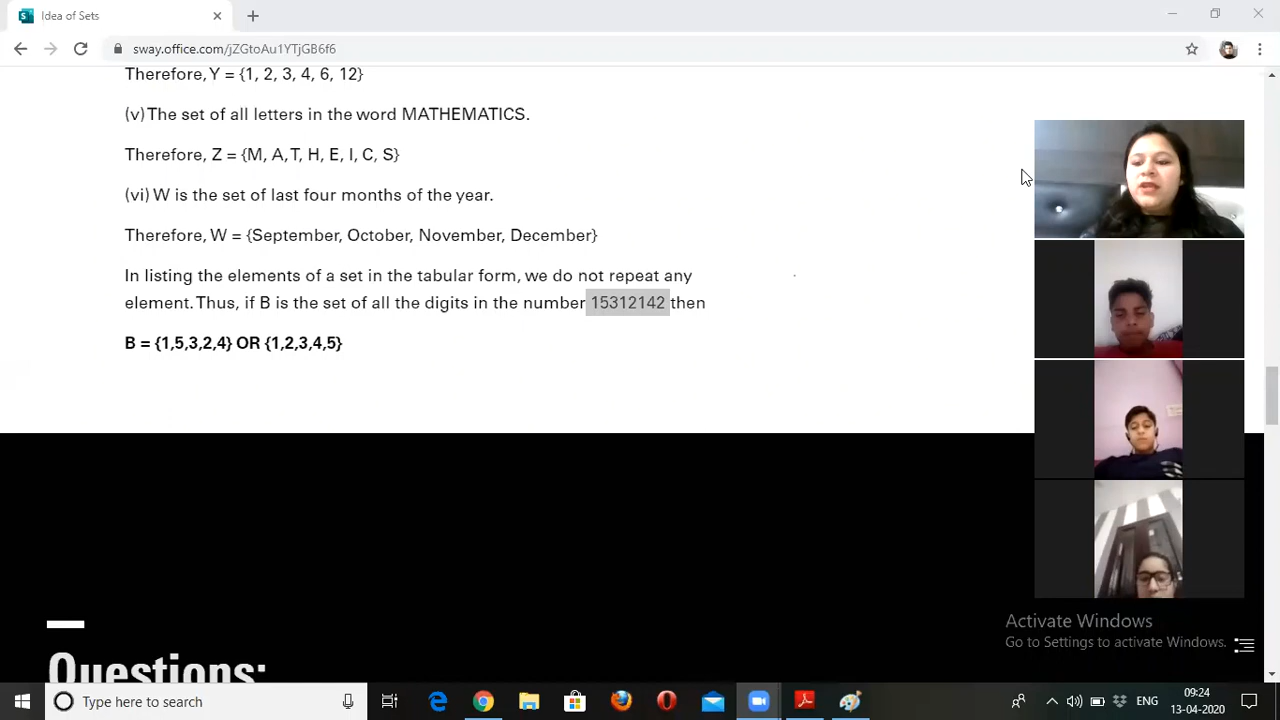 Idea of Sets
sway.office.com/jZGtoAu1YTjGB6f6
Therefore, Y = {1, 2, 3, 4, 6, 12}
(v) The set of all letters in the word MATHEMATICS.
Therefore, Z = {M, A, T, H, E, I, C, S}
(vi) W is the set of last four months of the year.
Therefore, W = {September, October, November, December}
In listing the elements of a set in the tabular form, we do not repeat any
element. Thus, if B is the set of all the digits in the number 15312142 then
B = {1,5,3,2,4} OR {1,2,3,4,5}
Questions:
Activate Windows
Go to Settings to activate Windows.
Type here to search
ENG
09:24
13-04-2020